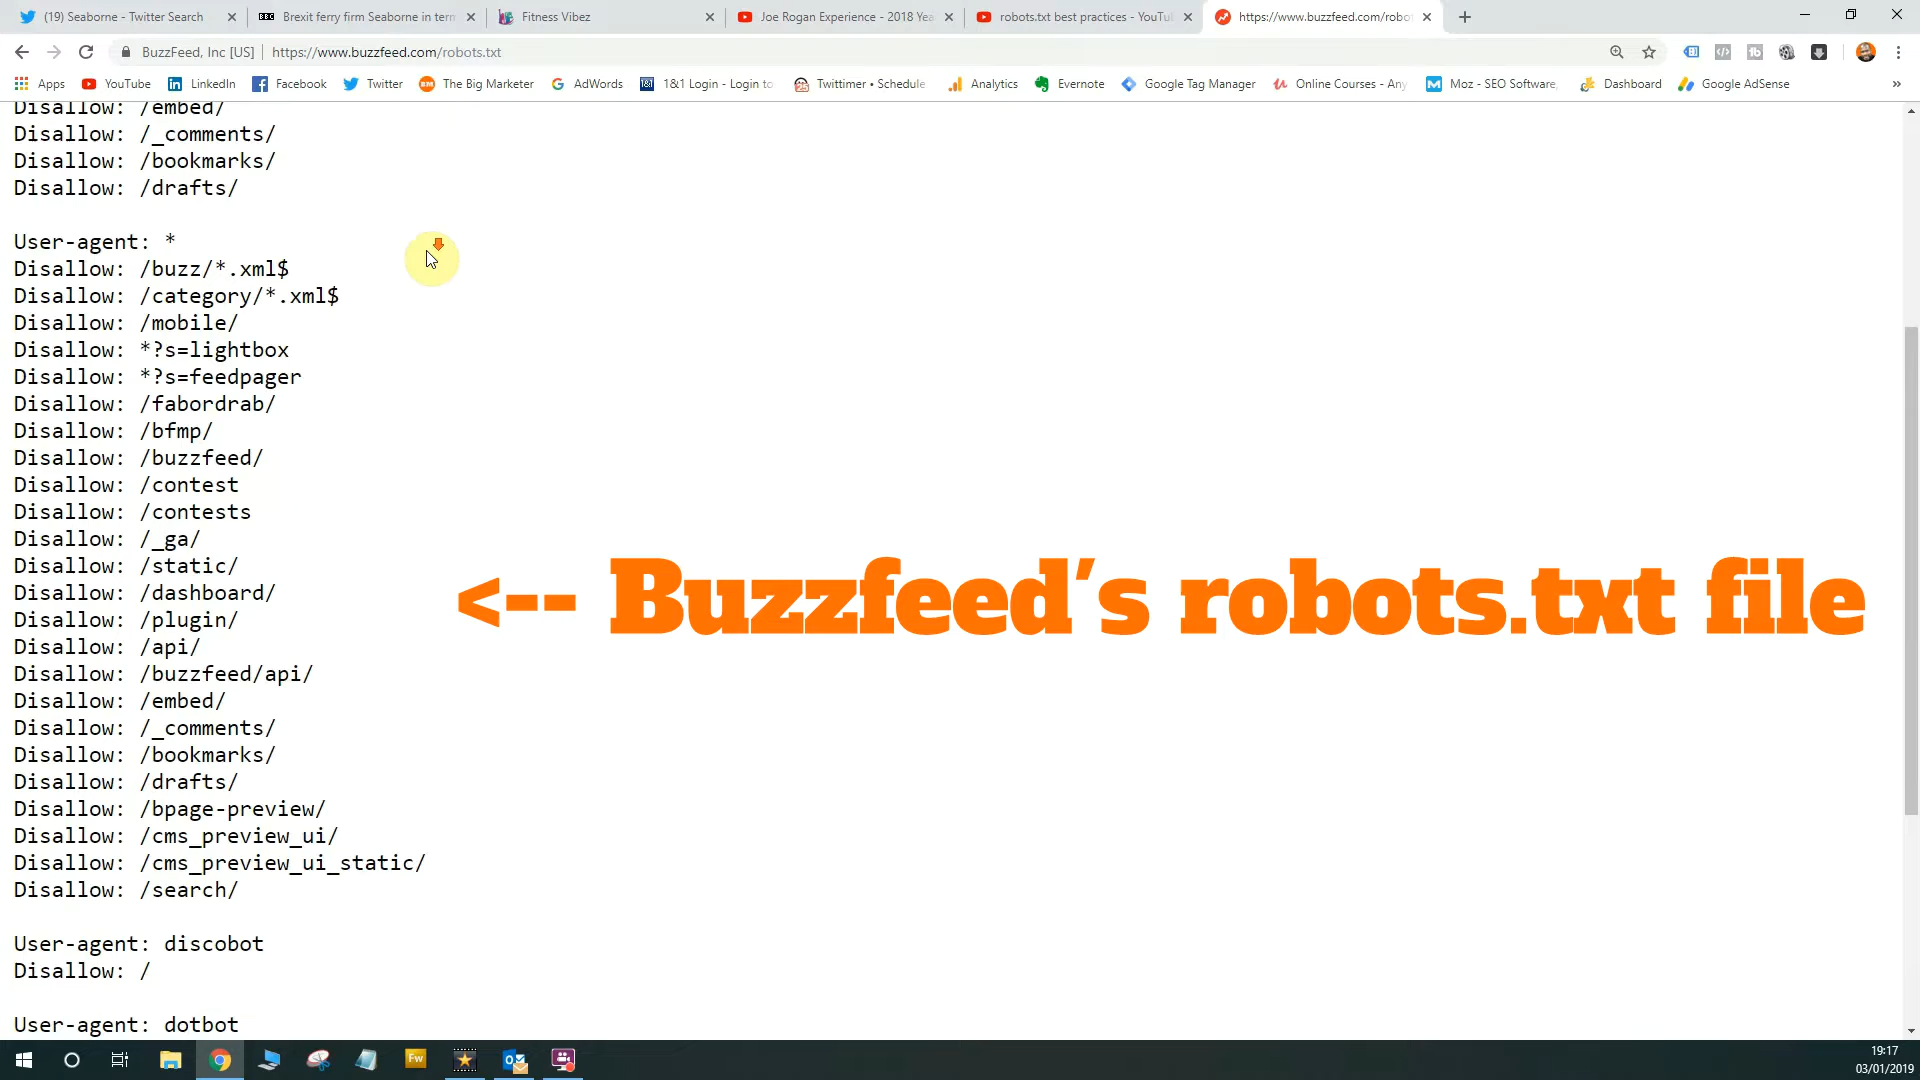 (19) Seaborne - Twitter Search
BBC Brexit ferry firm Seaborne in term
Fitness Vibez
Joe Rogan Experience - 2018 Yea
robots.txt best practices - YouTu
https://www.buzzfeed.com/robo
BuzzFeed, Inc [US] | https://www.buzzfeed.com/robots.txt
Apps
YouTube
LinkedIn
Facebook
Twitter
The Big Marketer
AdWords
1&1 Login - Login to
Twittimer • Schedule
Analytics
Evernote
Google Tag Manager
Online Courses - Any
Moz - SEO Software,
Dashboard
Google AdSense
»
Disallow: /embed/
Disallow: /_comments/
Disallow: /bookmarks/
Disallow: /drafts/
User-agent: *
Disallow: /buzz/*.xml$
Disallow: /category/*.xml$
Disallow: /mobile/
Disallow: *?s=lightbox
Disallow: *?s=feedpager
Disallow: /fabordrab/
Disallow: /bfmp/
Disallow: /buzzfeed/
Disallow: /contest
Disallow: /contests
Disallow: /_ga/
Disallow: /static/
Disallow: /dashboard/
Disallow: /plugin/
Disallow: /api/
Disallow: /buzzfeed/api/
Disallow: /embed/
Disallow: /_comments/
Disallow: /bookmarks/
Disallow: /drafts/
Disallow: /bpage-preview/
Disallow: /cms_preview_ui/
Disallow: /cms_preview_ui_static/
Disallow: /search/
User-agent: discobot
Disallow: /
User-agent: dotbot
<-- Buzzfeed's robots.txt file
Fw
19:17
03/01/2019